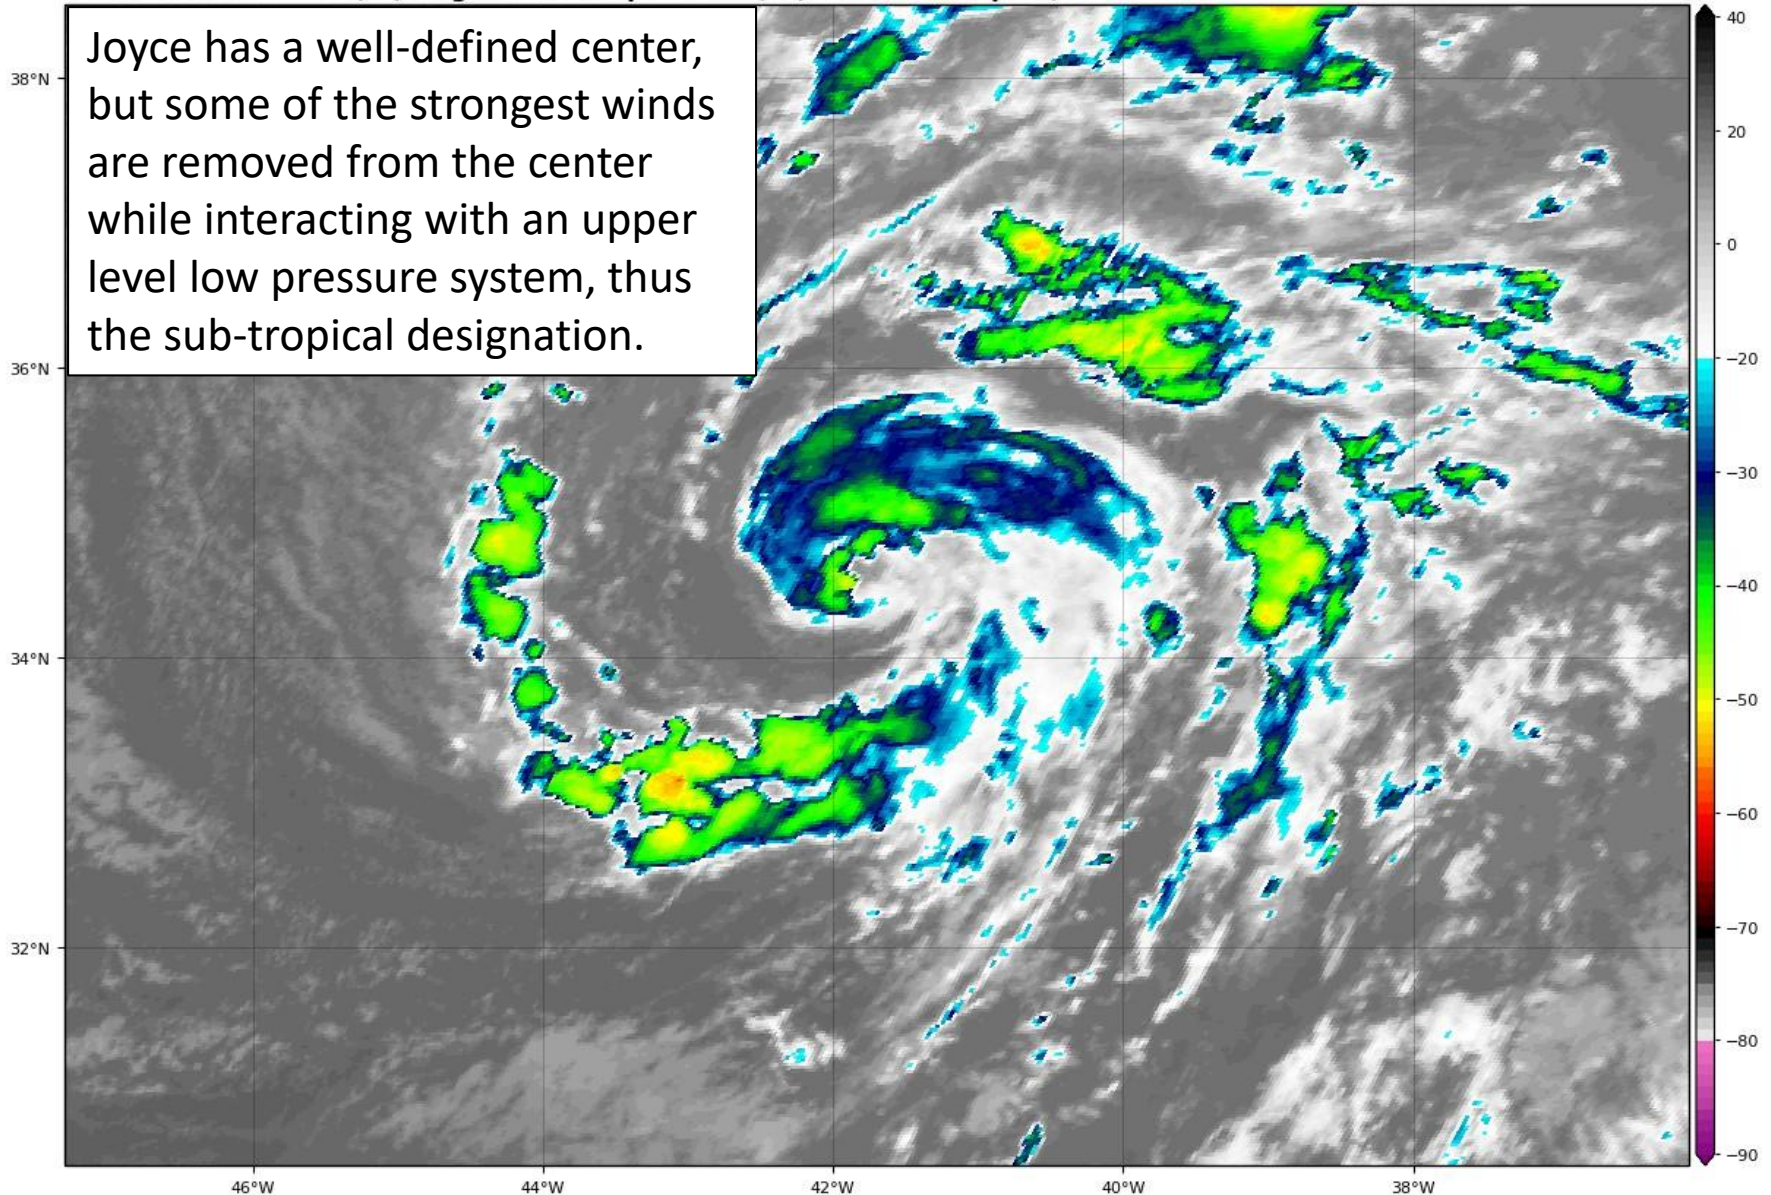 Joyce has a well-defined center,
but some of the strongest winds
are removed from the center
while interacting with an upper
level low pressure system, thus
the sub-tropical designation.
38°N
36°N
34°N
32°N
46°W
44°W
42°W
40°W
38°W
40
20
0
−20
−30
−40
−50
−60
−70
−80
−90